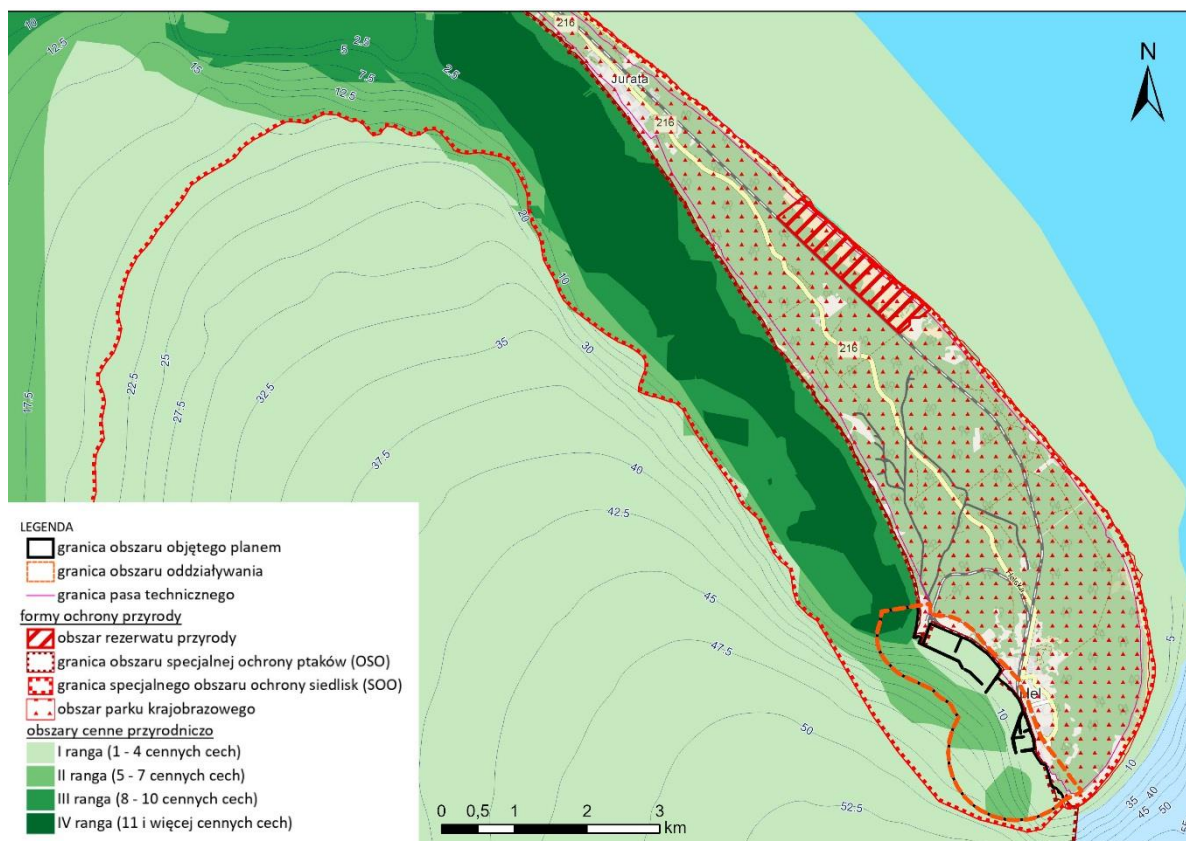 10
12.5
15
5
2.5
7.5
12.5
2.5
216
Jurata
216
N
20
10
30
35
216
17.5
22.5
25
27.5
32.5
37.5
40
42.5
45
47.5
50
52.5
10
Helska
Hel
5
10
35
40
45
50
55
LEGENDA
granica obszaru objętego planem
granica obszaru oddziaływania
granica pasa technicznego
formy ochrony przyrody
obszar rezerwatu przyrody
granica obszaru specjalnej ochrony ptaków (OSO)
granica specjalnego obszaru ochrony siedlisk (SOO)
obszar parku krajobrazowego
obszary cenne przyrodniczo
I ranga (1 - 4 cennych cech)
II ranga (5 - 7 cennych cech)
III ranga (8 - 10 cennych cech)
IV ranga (11 i więcej cennych cech)
0 0,5 1 2 3
km